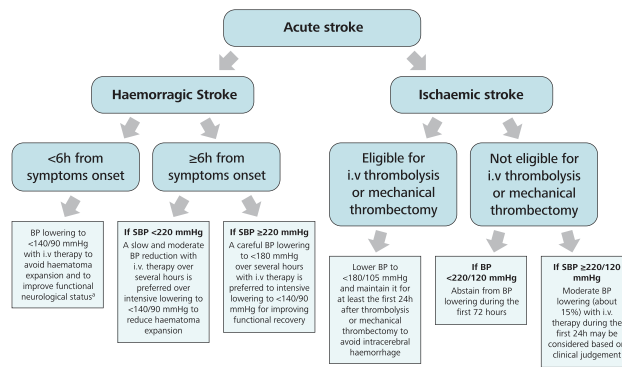 Acute stroke
Haemorragic Stroke
Ischaemic stroke
<6h from
symptoms onset
≥6h from
symptoms onset
Eligible for
i.v thrombolysis
or mechanical
thrombectomy
Not eligible for
i.v thrombolysis
or mechanical
thrombectomy
BP lowering to
<140/90 mmHg
with i.v therapy to
avoid haematoma
expansion and to
improve functional
neurological statusᵃ
If SBP <220 mmHg
A slow and moderate
BP reduction with
i.v. therapy over
several hours is
preferred over
intensive lowering to
<140/90 mmHg to
reduce haematoma
expansion
If SBP ≥220 mmHg
A careful BP lowering
to <180 mmHg
over several hours
with i.v therapy is
preferred to intensive
lowering to <140/90
mmHg for improving
functional recovery
Lower BP to
<180/105 mmHg
and maintain it for
at least the first 24h
after thrombolysis
or mechanical
thrombectomy to
avoid intracerebral
haemorrhage
If BP
<220/120 mmHg
Abstain from BP
lowering during the
first 72 hours
If SBP ≥220/120
mmHg
Moderate BP
lowering (about
15%) with i.v.
therapy during the
first 24h may be
considered based on
clinical judgement